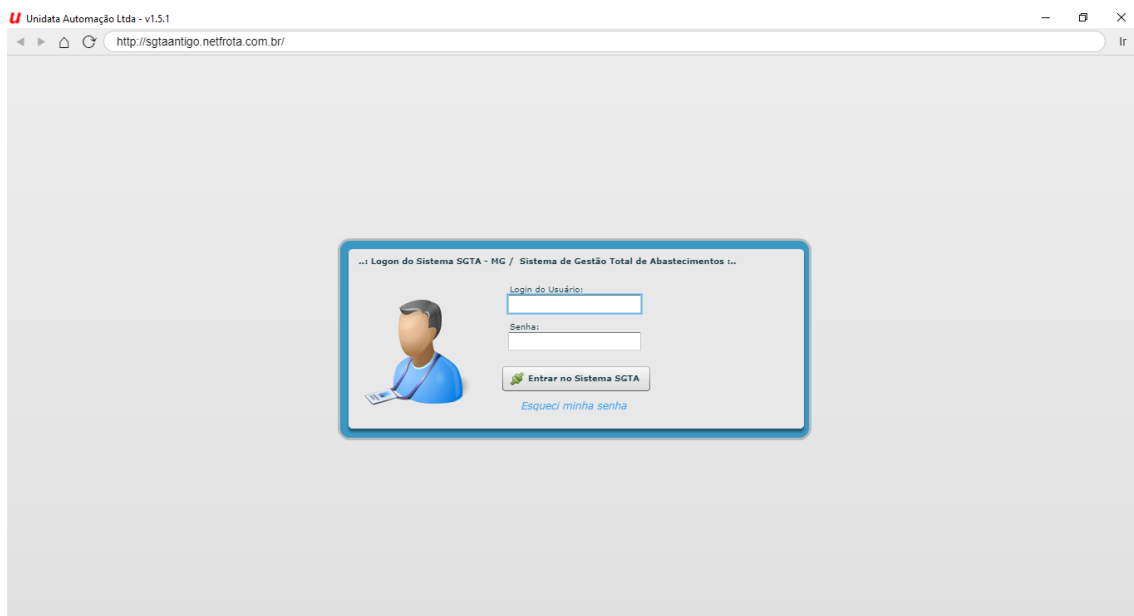 Unidata Automação Ltda - v1.5.1
http://sgtaantigo.netfrota.com.br/
Ir
..: Logon do Sistema SGTA - MG / Sistema de Gestão Total de Abastecimentos :..
Login do Usuário:
Senha:
Entrar no Sistema SGTA
Esqueci minha senha